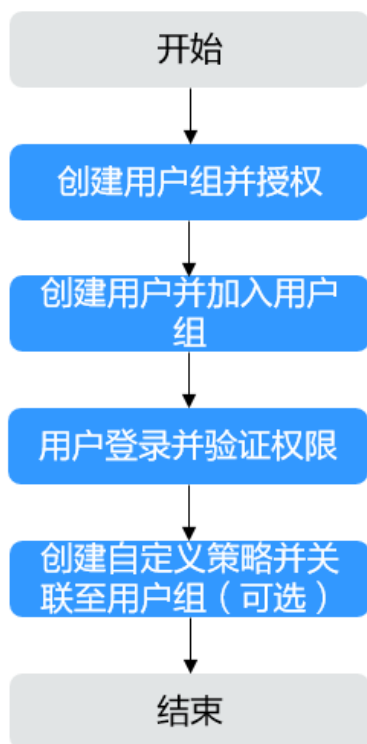 开始
创建用户组并授权
创建用户并加入用户
组
用户登录并验证权限
创建自定义策略并关
联至用户组（可选）
结束